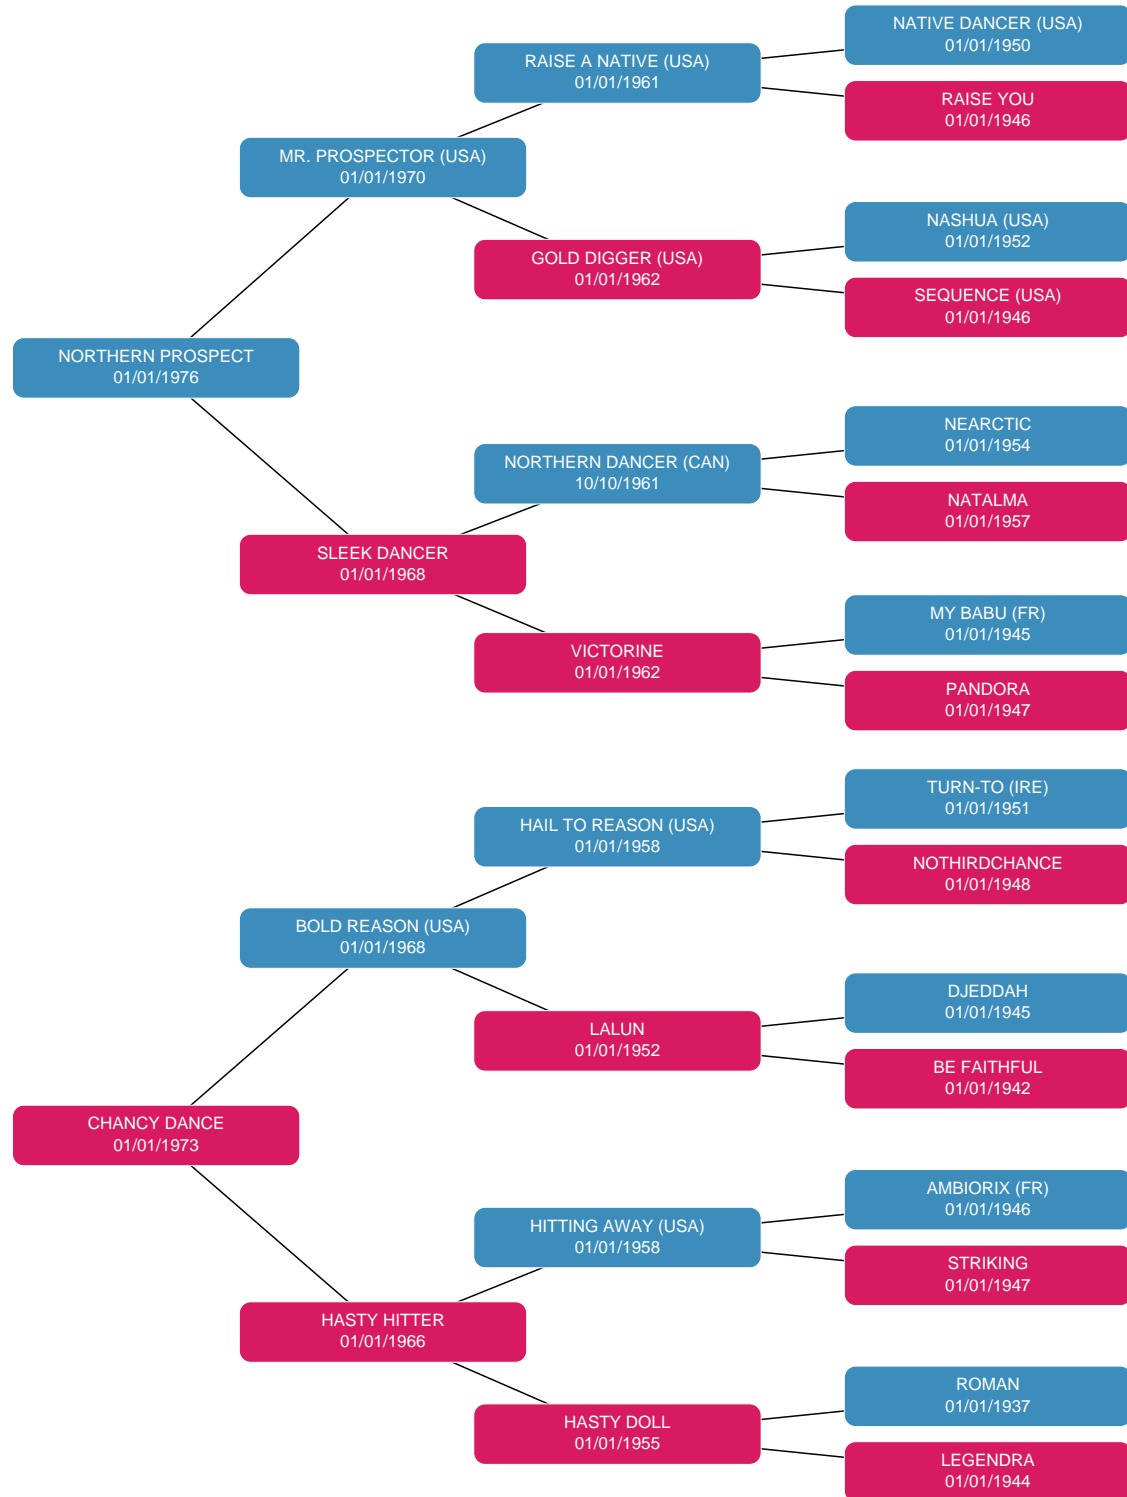 NATIVE DANCER (USA)
01/01/1950
RAISE A NATIVE (USA)
01/01/1961
RAISE YOU
01/01/1946
MR. PROSPECTOR (USA)
01/01/1970
NASHUA (USA)
01/01/1952
GOLD DIGGER (USA)
01/01/1962
SEQUENCE (USA)
01/01/1946
NORTHERN PROSPECT
01/01/1976
NEARCTIC
01/01/1954
NORTHERN DANCER (CAN)
10/10/1961
NATALMA
01/01/1957
SLEEK DANCER
01/01/1968
MY BABU (FR)
01/01/1945
VICTORINE
01/01/1962
PANDORA
01/01/1947
TURN-TO (IRE)
01/01/1951
HAIL TO REASON (USA)
01/01/1958
NOTHIRDCHANCE
01/01/1948
BOLD REASON (USA)
01/01/1968
DJEDDAH
01/01/1945
LALUN
01/01/1952
BE FAITHFUL
01/01/1942
CHANCY DANCE
01/01/1973
AMBIORIX (FR)
01/01/1946
HITTING AWAY (USA)
01/01/1958
STRIKING
01/01/1947
HASTY HITTER
01/01/1966
ROMAN
01/01/1937
HASTY DOLL
01/01/1955
LEGENDRA
01/01/1944